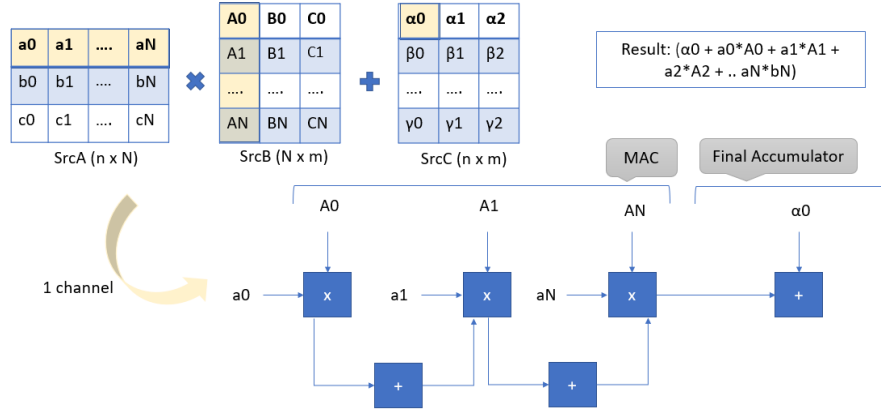 a0 a1 .... aN
b0 b1 .... bN
c0 c1 .... cN
SrcA (n x N)
A0 B0 C0
A1 B1 C1
.... .... ....
AN BN CN
SrcB (N x m)
+
α0 α1 α2
β0 β1 β2
.... .... ....
γ0 γ1 γ2
SrcC (n x m)
Result: (α0 + a0*A0 + a1*A1 +
a2*A2 + .. aN*bN)
MAC
Final Accumulator
A0 A1 AN α0
1 channel
a0 x a1 x aN x +
+ +